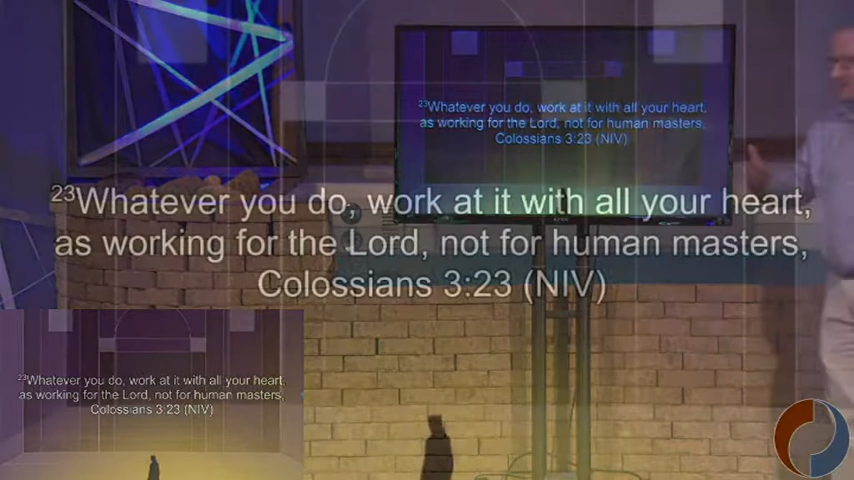 ²³Whatever you do, work at it with all your heart,
as working for the Lord, not for human masters,
Colossians 3:23 (NIV)
²³Whatever you do, work at it with all your heart,
as working for the Lord, not for human masters,
Colossians 3:23 (NIV)
²³Whatever you do, work at it with all your heart,
as working for the Lord, not for human masters,
Colossians 3:23 (NIV)